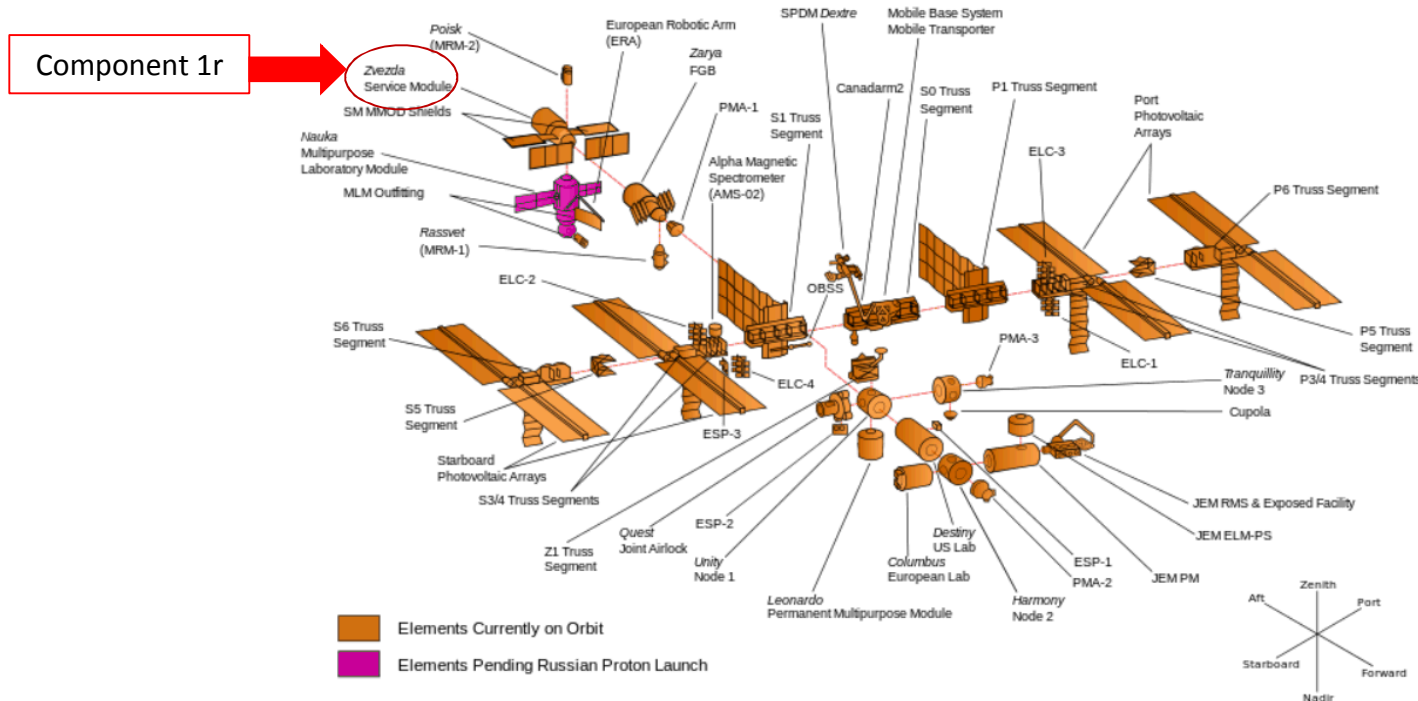 Component 1r
Poisk
(MRM-2)
European Robotic Arm
(ERA)
Zvezda
Service Module
SM MMOD Shields
Nauka
Multipurpose
Laboratory Module
MLM Outfitting
Rassvet
(MRM-1)
Zarya
FGB
PMA-1
Alpha Magnetic
Spectrometer
(AMS-02)
S1 Truss
Segment
SPDM Dextre
Canadarm2
Mobile Base System
Mobile Transporter
S0 Truss
Segment
P1 Truss Segment
ELC-3
Port
Photovoltaic
Arrays
P6 Truss Segment
ELC-2
OBSS
S6 Truss
Segment
P5 Truss
Segment
PMA-3
ELC-1
P3/4 Truss Segments
Tranquillity
Node 3
Cupola
S5 Truss
Segment
ELC-4
ESP-3
Starboard
Photovoltaic Arrays
S3/4 Truss Segments
Z1 Truss
Segment
Quest
Joint Airlock
ESP-2
Unity
Node 1
Leonardo
Permanent Multipurpose Module
Columbus
European Lab
Destiny
US Lab
Harmony
Node 2
ESP-1
PMA-2
JEM PM
JEM ELM-PS
JEM RMS & Exposed Facility
Elements Currently on Orbit
Elements Pending Russian Proton Launch
Zenith
Aft
Port
Starboard
Forward
Nadir